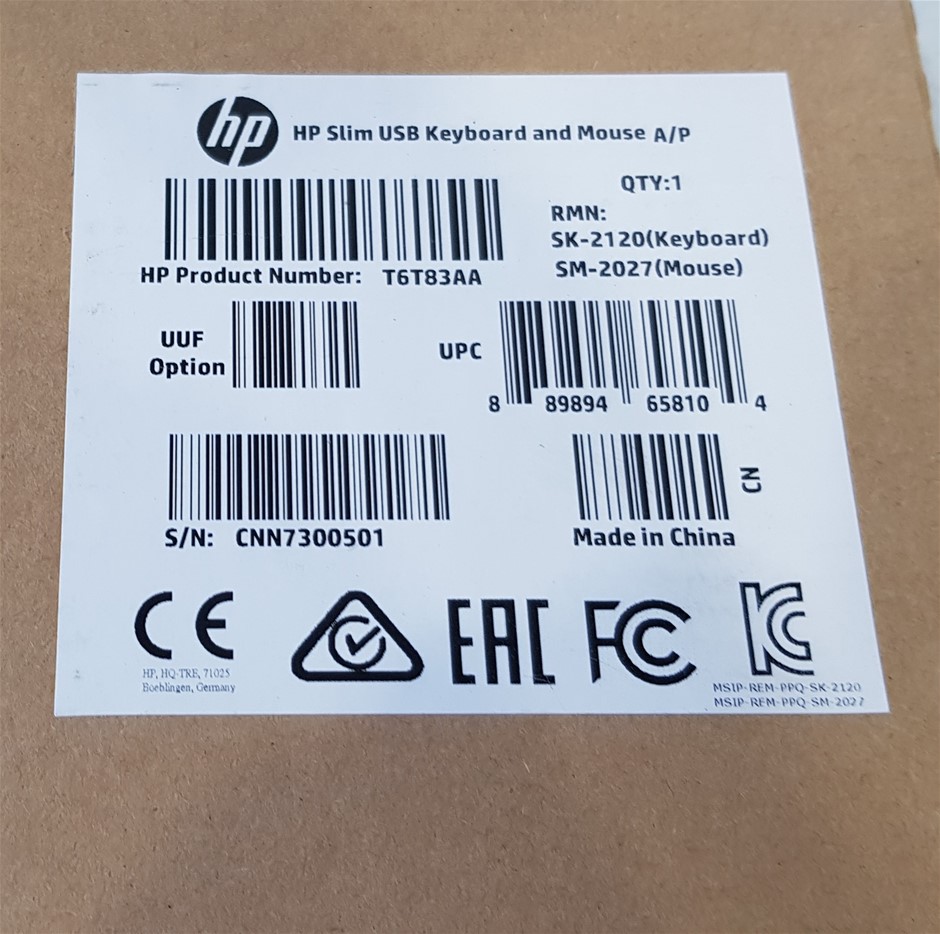 hp HP Slim USB Keyboard and Mouse A/P
QTY:1
RMN:
SK-2120(Keyboard)
SM-2027(Mouse)
HP Product Number: T6T83AA
UUF
Option
UPC
8 89894 65810 4
S/N: CNN7300501
CN
Made in China
CE
EAC
FC
KC
HP, HQ-TRE, 71025
Boeblingen, Germany
MSIP-REM-PPQ-SK-2120
MSIP-REM-PPQ-SM-2027